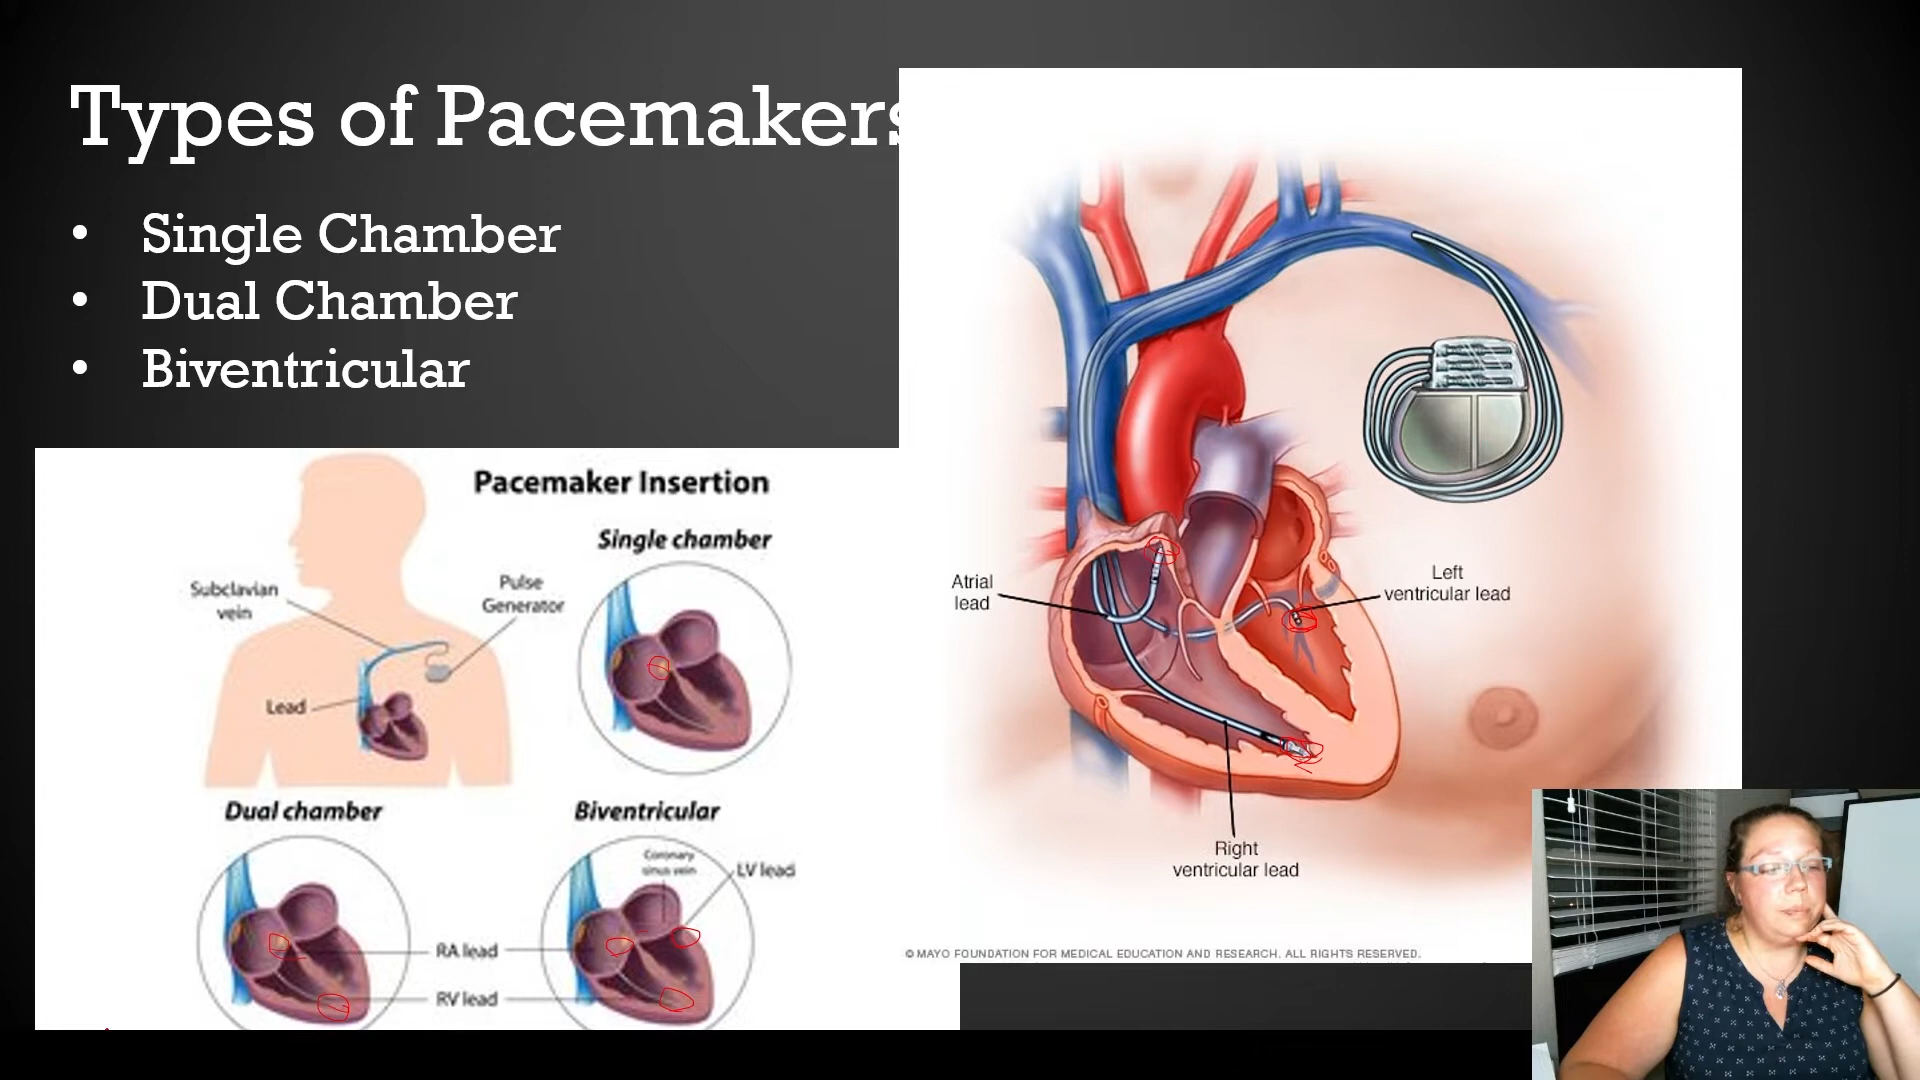 Types of Pacemakers
• Single Chamber
• Dual Chamber
• Biventricular
Pacemaker Insertion
Single chamber
Subclavian
vein
Pulse
Generator
Lead
Dual chamber
Biventricular
Coronary
sinus vein
LV lead
RA lead
RV lead
Atrial
lead
Left
ventricular lead
Right
ventricular lead
© MAYO FOUNDATION FOR MEDICAL EDUCATION AND RESEARCH. ALL RIGHTS RESERVED.